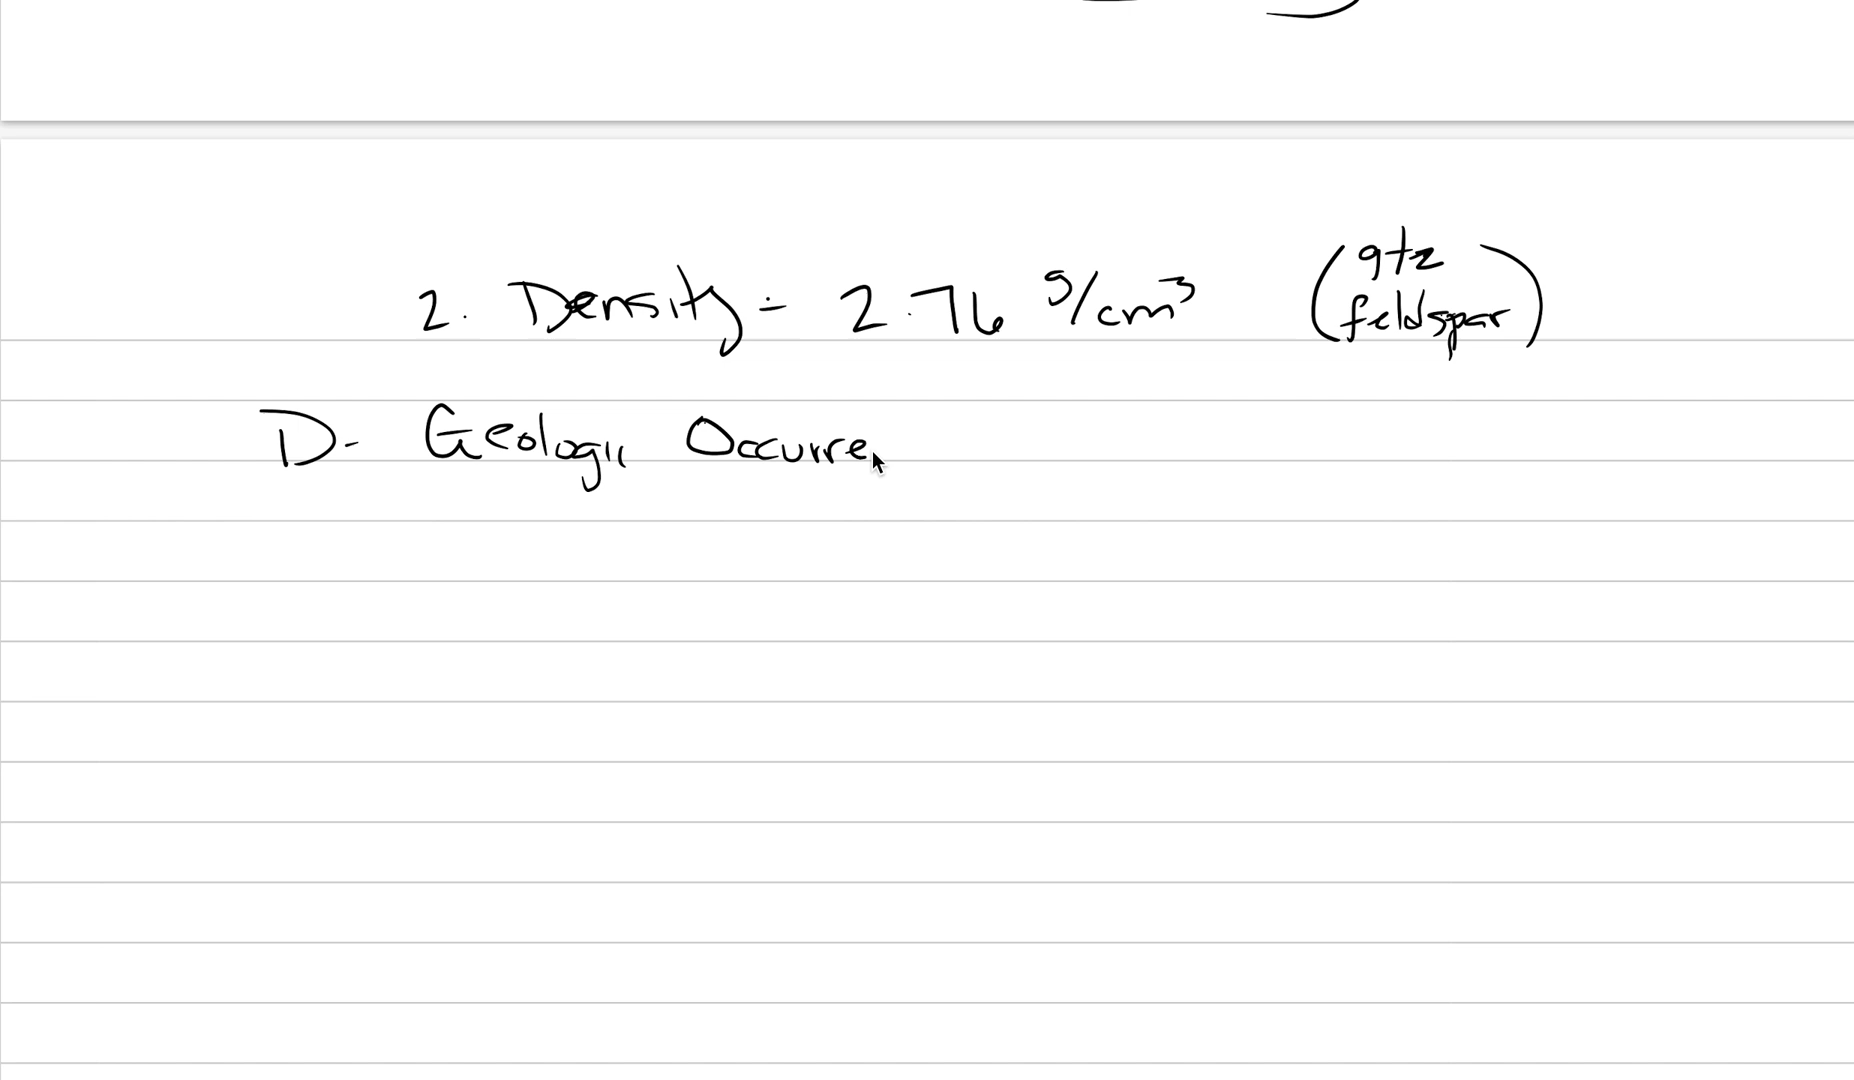 2. Density = 2.76 g/cm³ (qtz feldspar)
D- Geologic Occurre